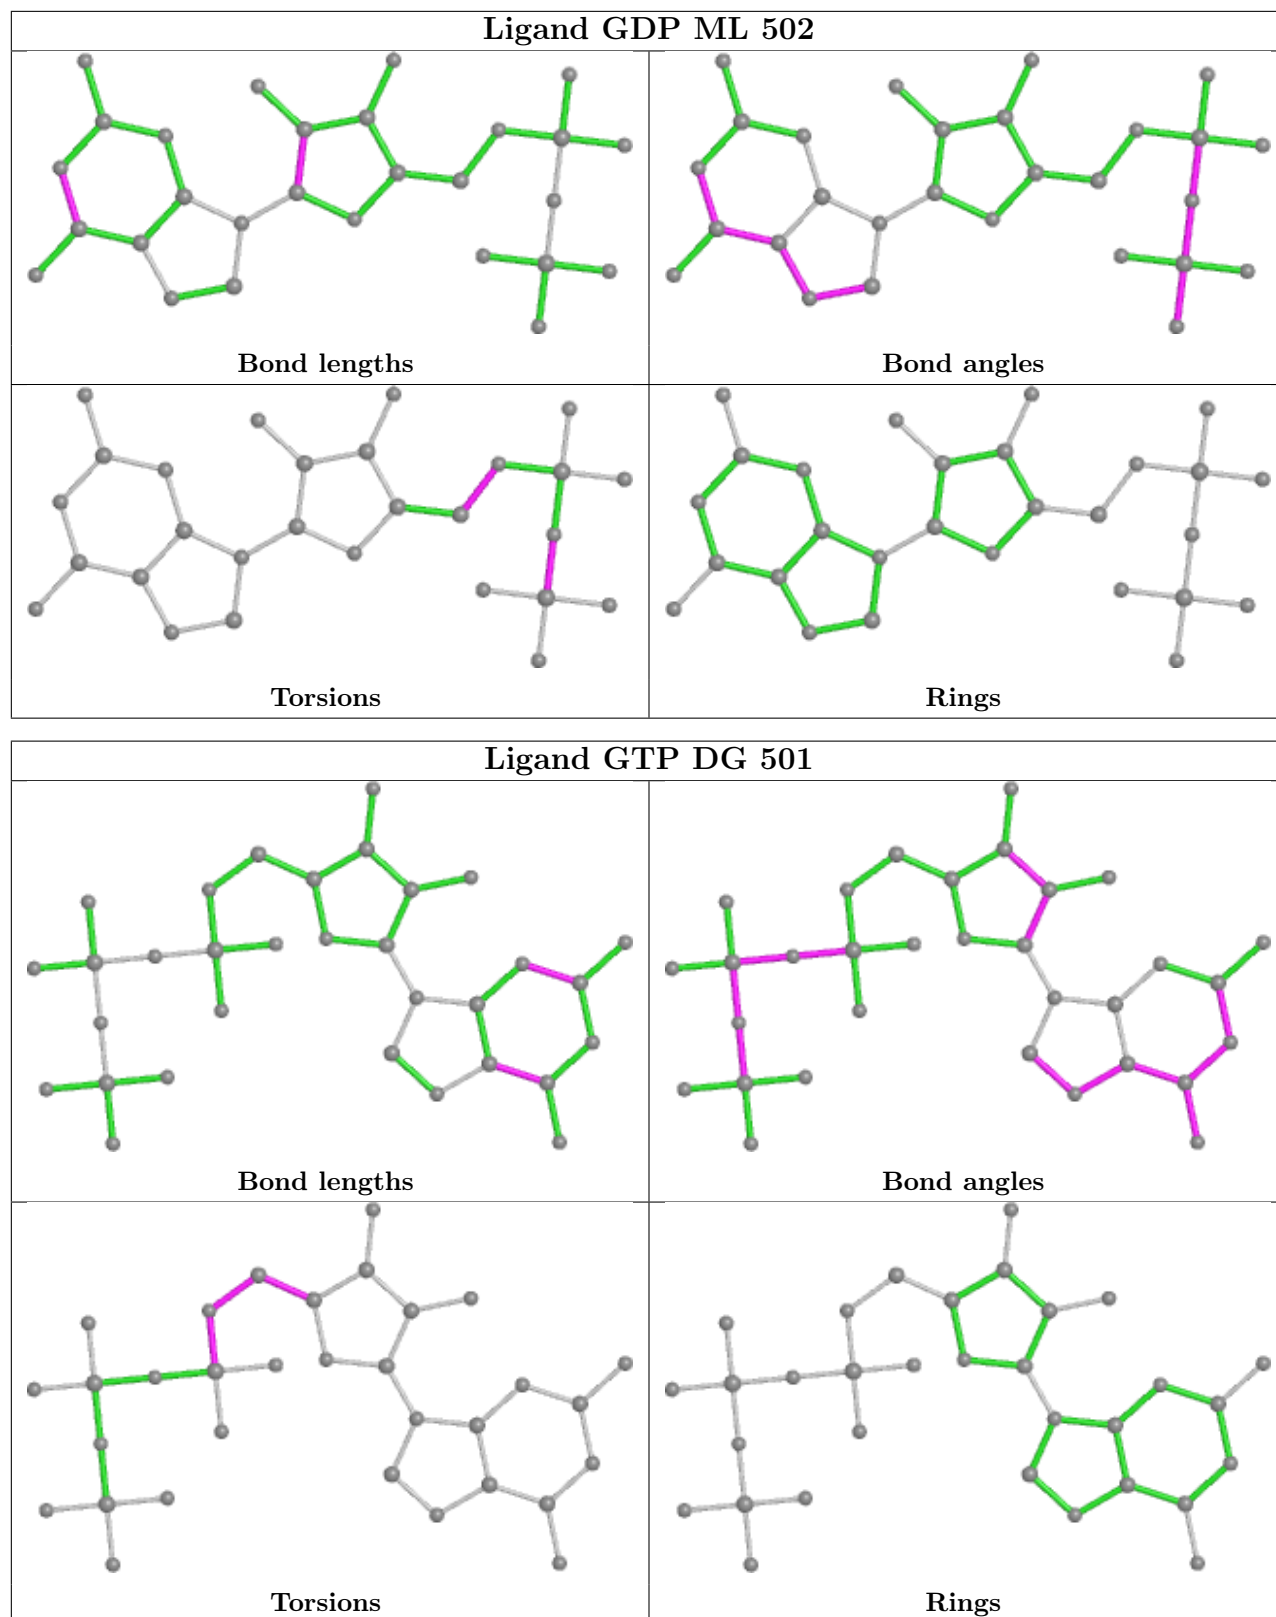 Ligand GDP ML 502
Bond lengths
Bond angles
Torsions
Rings
Ligand GTP DG 501
Bond lengths
Bond angles
Torsions
Rings